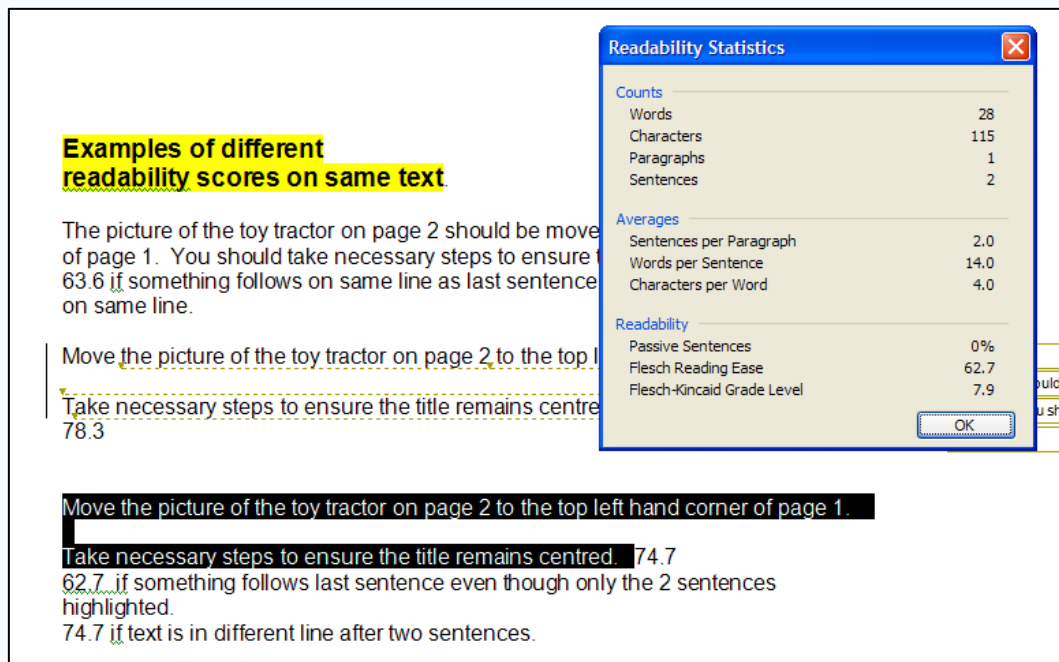 Examples of different
readability scores on same text.
The picture of the toy tractor on page 2 should be move
of page 1.  You should take necessary steps to ensure
63.6 if something follows on same line as last sentence
on same line.
Move the picture of the toy tractor on page 2 to the top l
Take necessary steps to ensure the title remains centre
78.3
Move the picture of the toy tractor on page 2 to the top left hand corner of page 1.
Take necessary steps to ensure the title remains centred.  74.7
62.7  if something follows last sentence even though only the 2 sentences
highlighted.
74.7 if text is in different line after two sentences.
Readability Statistics
Counts
Words 28
Characters 115
Paragraphs 1
Sentences 2
Averages
Sentences per Paragraph 2.0
Words per Sentence 14.0
Characters per Word 4.0
Readability
Passive Sentences 0%
Flesch Reading Ease 62.7
Flesch-Kincaid Grade Level 7.9
OK